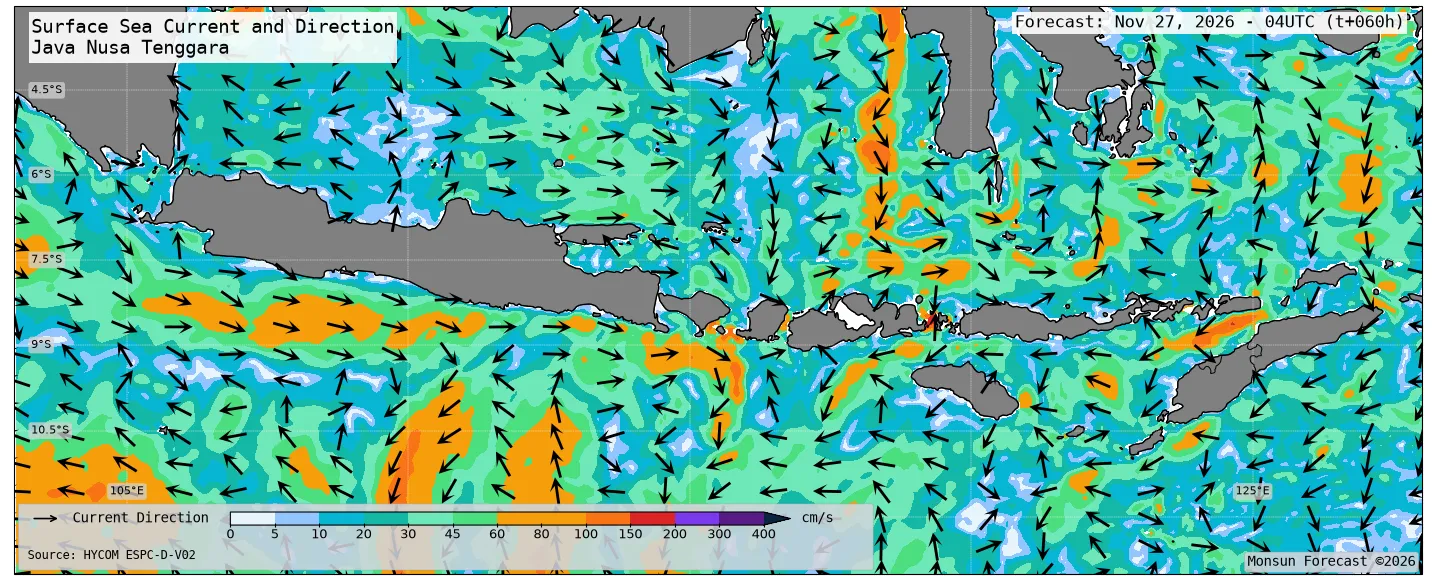 Surface Sea Current and Direction
Java Nusa Tenggara
Forecast: Nov 27, 2026 - 04UTC (t+060h)
4.5°S
6°S
7.5°S
9°S
10.5°S
105°E
125°E
Current Direction
0 5 10 20 30 45 60 80 100 150 200 300 400
cm/s
Source: HYCOM ESPC-D-V02
Monsun Forecast ©2026